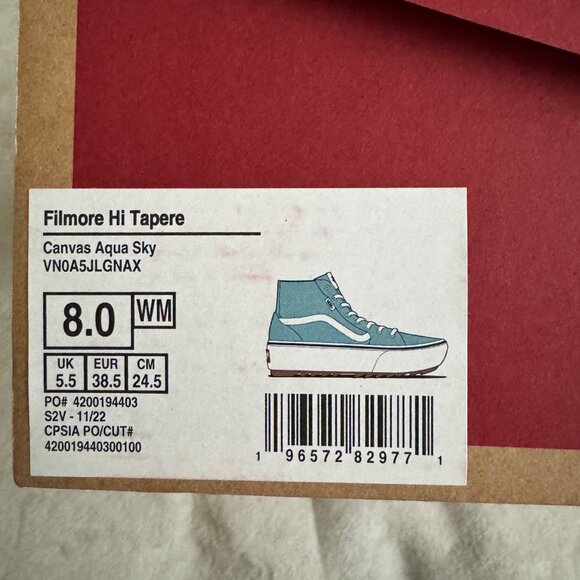 Filmore Hi Tapere
Canvas Aqua Sky
VN0A5JLGNAX
8.0 WM
UK EUR CM
5.5 38.5 24.5
PO# 4200194403
S2V - 11/22
CPSIA PO/CUT#
420019440300100
1 96572 82977 1